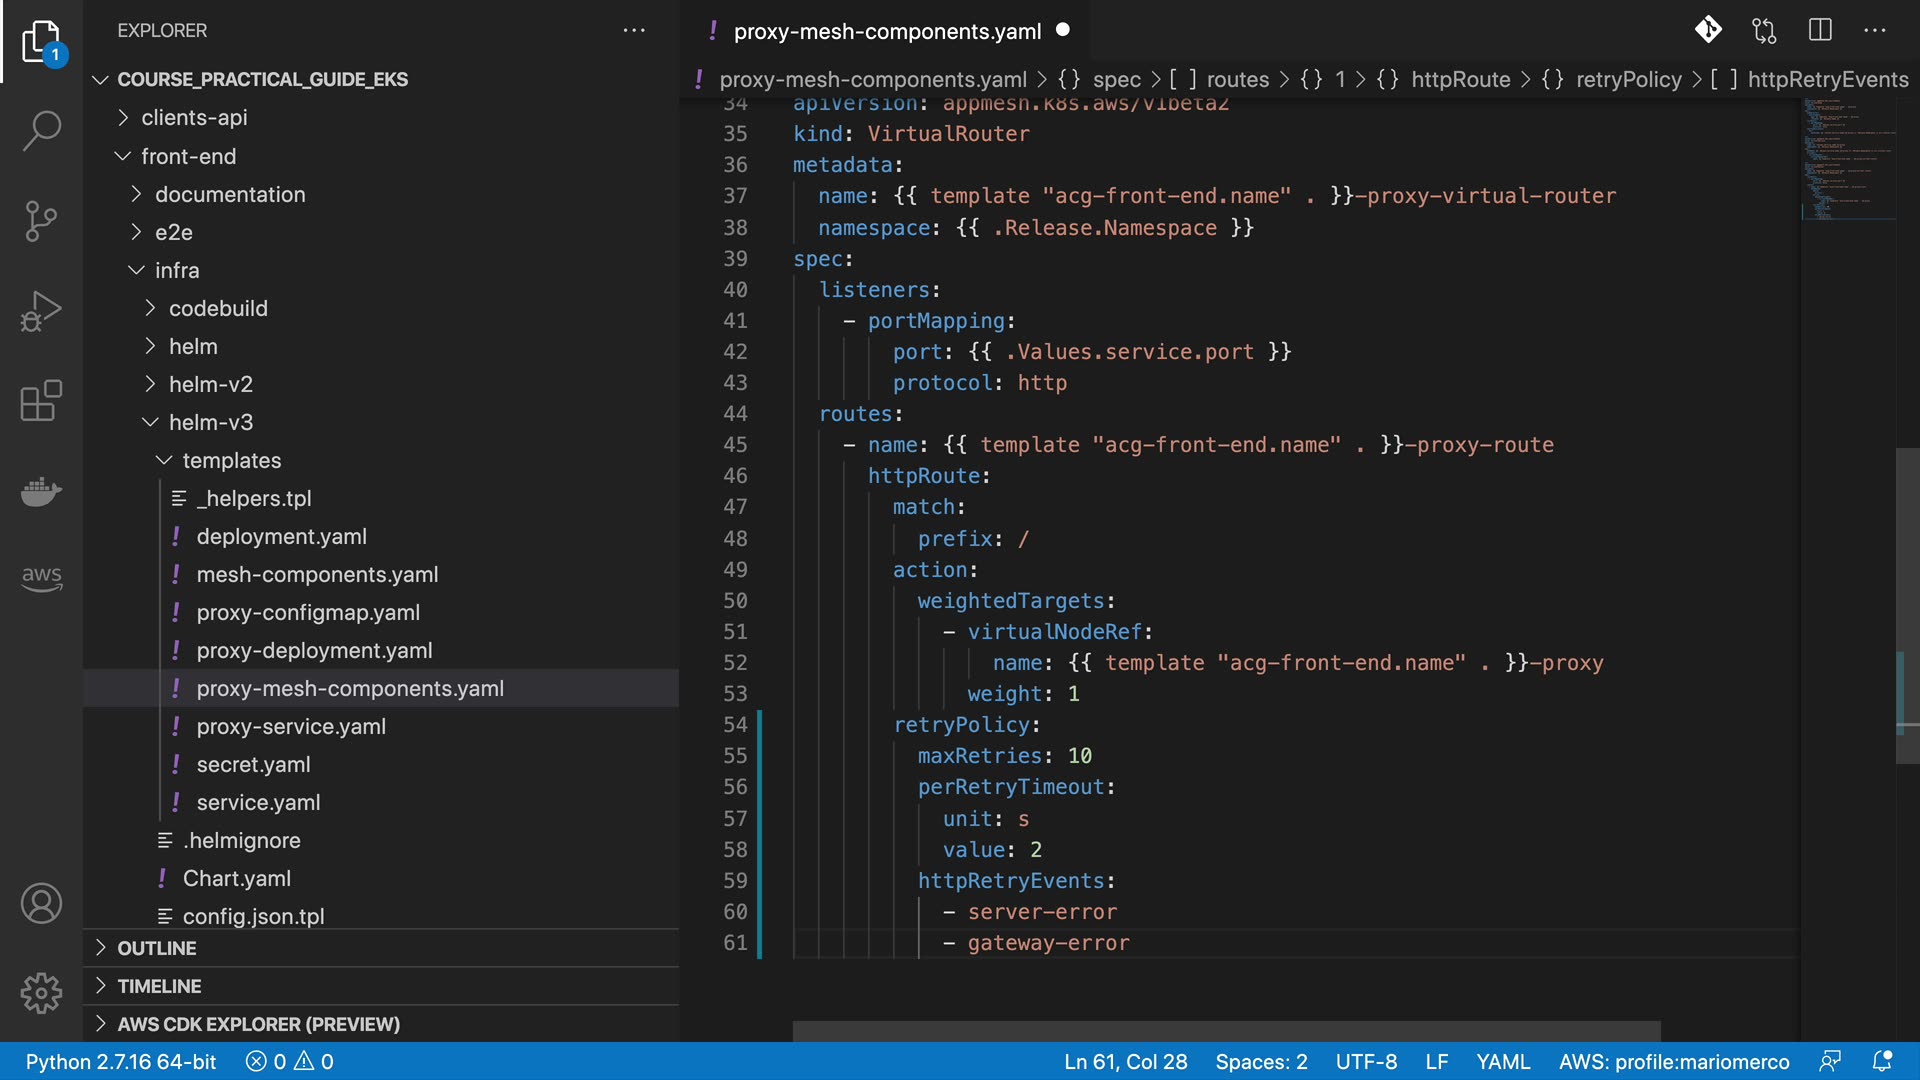 EXPLORER
1
COURSE_PRACTICAL_GUIDE_EKS
clients-api
front-end
documentation
e2e
infra
codebuild
helm
helm-v2
helm-v3
templates
_helpers.tpl
! deployment.yaml
! mesh-components.yaml
! proxy-configmap.yaml
! proxy-deployment.yaml
! proxy-mesh-components.yaml
! proxy-service.yaml
! secret.yaml
! service.yaml
.helmignore
! Chart.yaml
config.json.tpl
OUTLINE
TIMELINE
AWS CDK EXPLORER (PREVIEW)
aws
! proxy-mesh-components.yaml
! proxy-mesh-components.yaml > {} spec > [ ] routes > {} 1 > {} httpRoute > {} retryPolicy > [ ] httpRetryEvents
34 apiVersion: appmesh.k8s.aws/v1beta2
35 kind: VirtualRouter
36 metadata:
37   name: {{ template "acg-front-end.name" . }}-proxy-virtual-router
38   namespace: {{ .Release.Namespace }}
39 spec:
40   listeners:
41     - portMapping:
42         port: {{ .Values.service.port }}
43         protocol: http
44   routes:
45     - name: {{ template "acg-front-end.name" . }}-proxy-route
46       httpRoute:
47         match:
48           prefix: /
49         action:
50           weightedTargets:
51             - virtualNodeRef:
52                 name: {{ template "acg-front-end.name" . }}-proxy
53               weight: 1
54         retryPolicy:
55           maxRetries: 10
56           perRetryTimeout:
57             unit: s
58             value: 2
59           httpRetryEvents:
60             - server-error
61             - gateway-error
Python 2.7.16 64-bit 0 0 Ln 61, Col 28 Spaces: 2 UTF-8 LF YAML AWS: profile:mariomerco